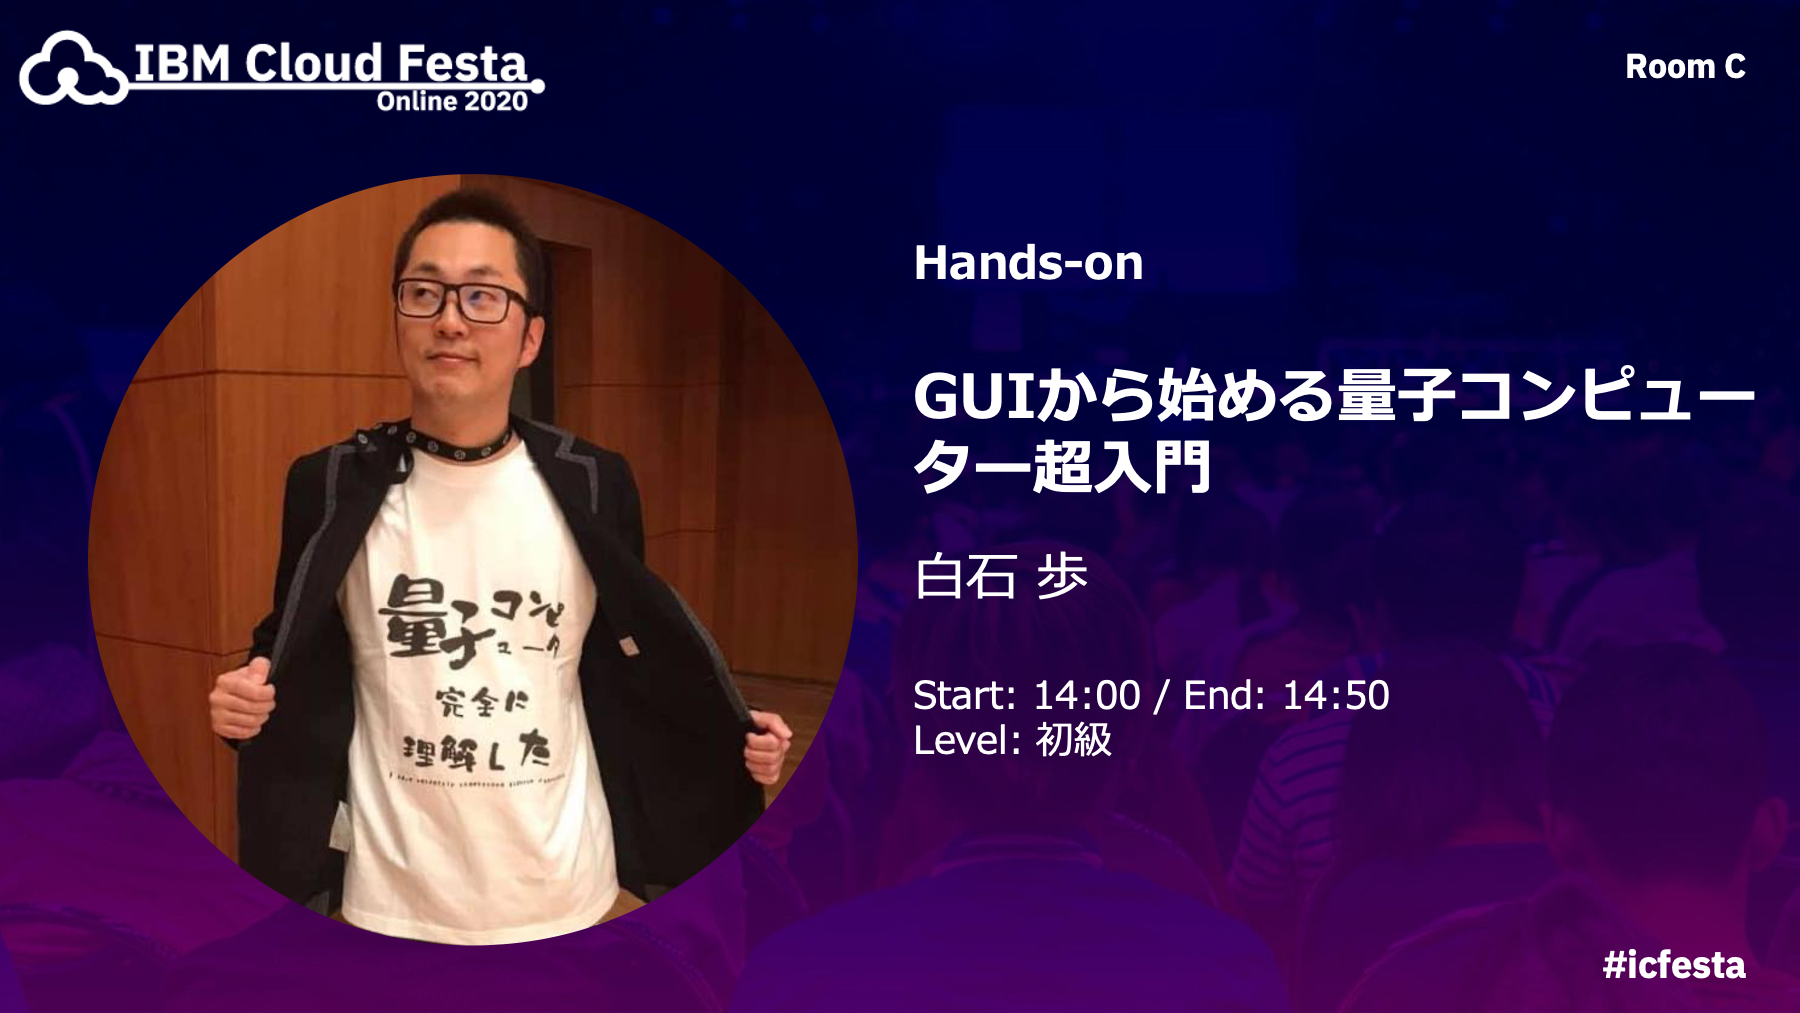 IBM Cloud Festa
Online 2020
Room C
Hands-on
GUIから始める量子コンピュー
ター超入門
白石 歩
Start: 14:00 / End: 14:50
Level: 初級
量子コンピ
ュータ
完全に
理解した
#icfesta